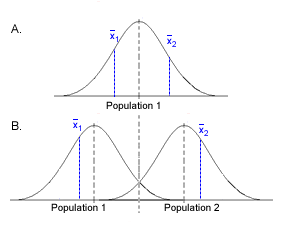 A.
x̄1 x̄2
Population 1
B.
x̄1 x̄2
Population 1 Population 2